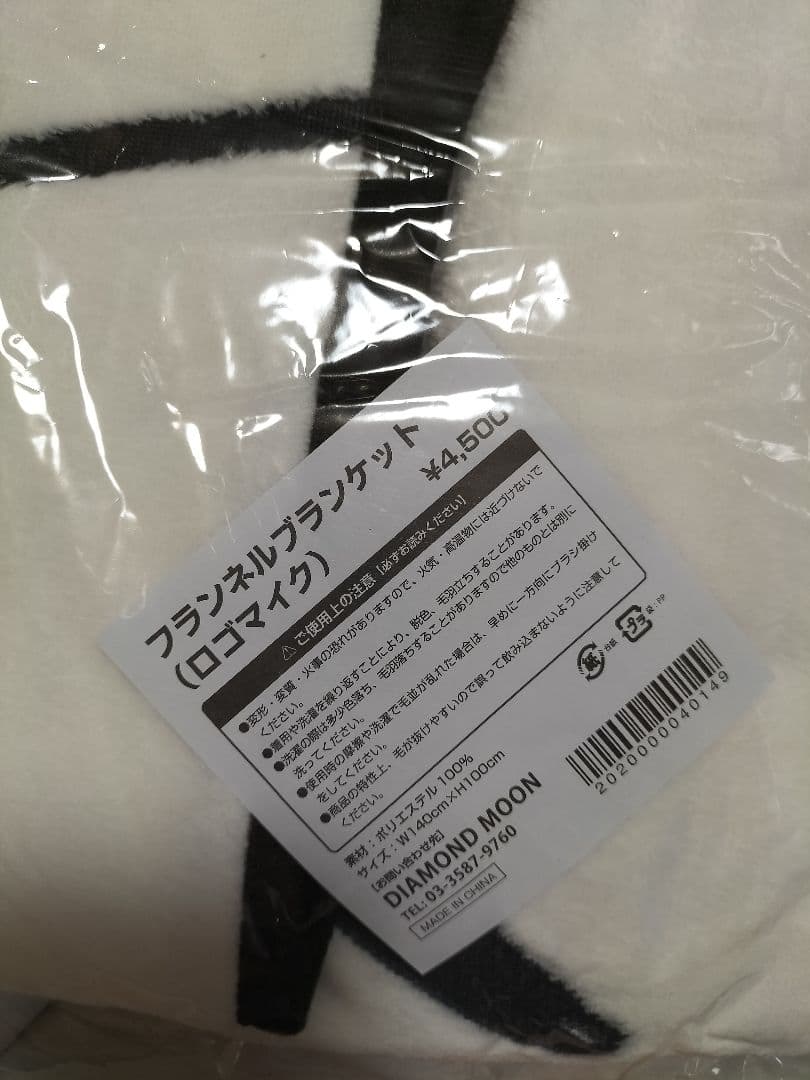 フランネルブランケット
(ロゴマイク)
¥4,500
⚠ご使用上の注意【必ずお読みください】
●変形・変質・火事の恐れがありますので、火気・高温物には近づけないで
ください。
●着用や洗濯を繰り返すことにより、脱色、毛羽立ちすることがあります。
●洗濯の際は多少色落ち、毛羽落ちすることがありますので他のものとは別に
洗ってください。
●使用時の摩擦や洗濯で毛並が乱れた場合は、早めに一方向にブラシ掛け
をしてください。
●商品の特性上、毛が抜けやすいので誤って飲み込まないように注意して
ください。
素材：ポリエステル 100%
サイズ：W140cm×H100cm
[お問い合わせ先]
DIAMOND MOON
TEL: 03-3587-9760
MADE IN CHINA
紙 台紙 プラ 袋：PP
2020000040149